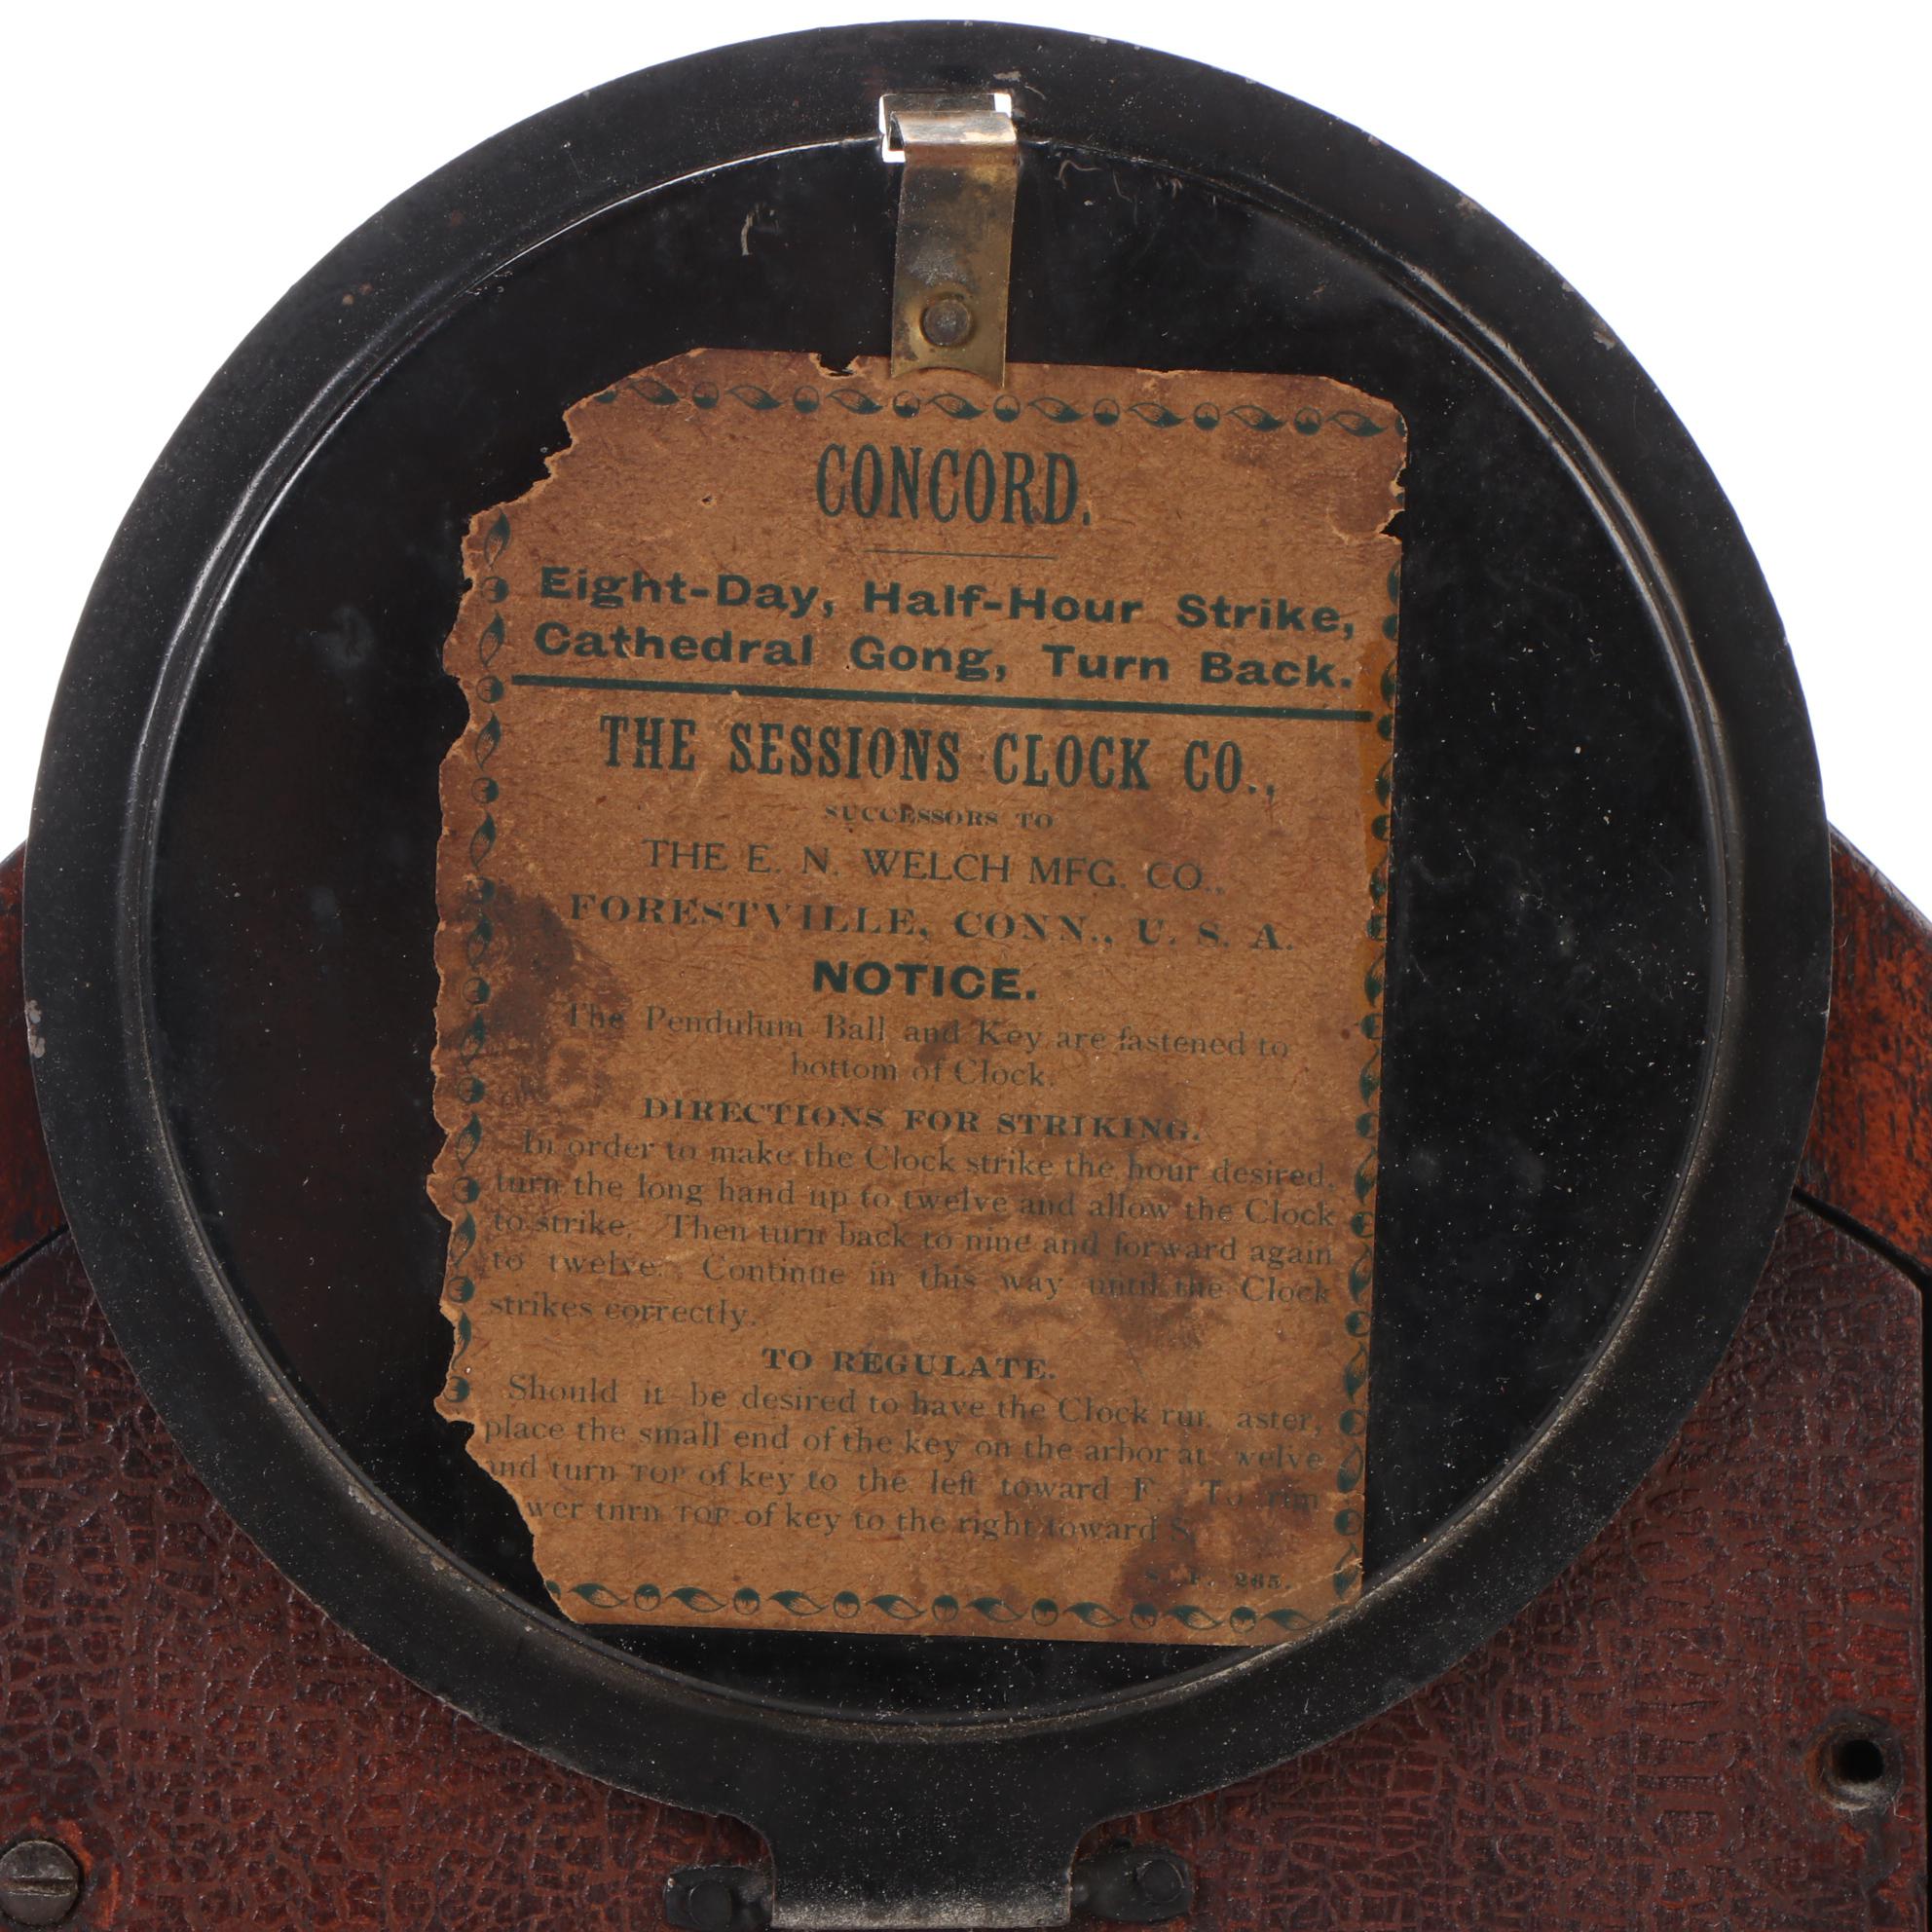 CONCORD.
Eight-Day, Half-Hour Strike,
Cathedral Gong, Turn Back.
THE SESSIONS CLOCK CO.,
SUCCESSORS TO
THE E. N. WELCH MFG. CO.,
FORESTVILLE, CONN., U. S. A.
NOTICE.
The Pendulum Ball and Key are fastened to
bottom of Clock.
DIRECTIONS FOR STRIKING.
In order to make the Clock strike the hour desired,
turn the long hand up to twelve and allow the Clock
to strike. Then turn back to nine and forward again
to twelve. Continue in this way until the Clock
strikes correctly.
TO REGULATE.
Should it be desired to have the Clock run aster,
place the small end of the key on the arbor at welve
and turn TOP of key to the left toward F. To run
wer turn TOP of key to the right toward S
265.